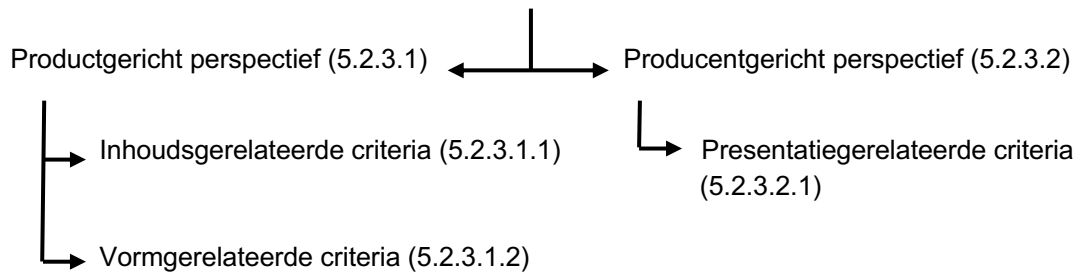 Productgericht perspectief (5.2.3.1)
Producentgericht perspectief (5.2.3.2)
Inhoudsgerelateerde criteria (5.2.3.1.1)
Presentatiegerelateerde criteria
(5.2.3.2.1)
Vormgerelateerde criteria (5.2.3.1.2)